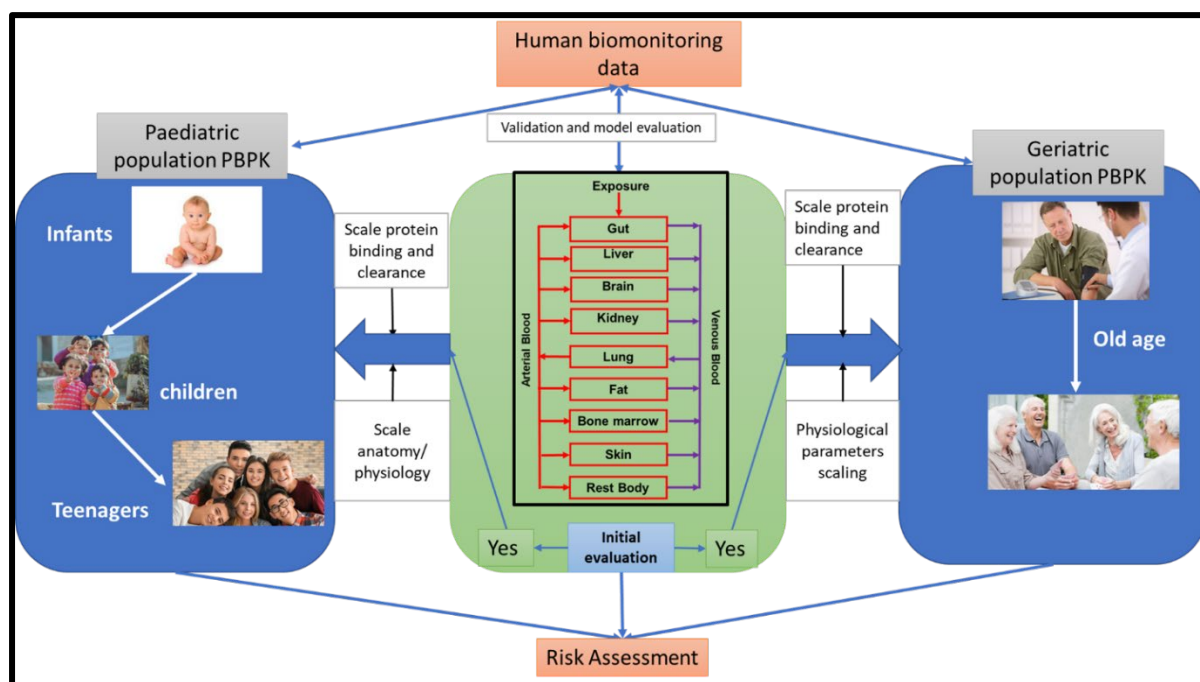 Human biomonitoring
data
Validation and model evaluation
Paediatric
population PBPK
Infants
children
Teenagers
Scale protein
binding and
clearance
Scale
anatomy/
physiology
Exposure
Gut
Liver
Brain
Kidney
Lung
Fat
Bone marrow
Skin
Rest Body
Arterial Blood
Venous Blood
Yes
Initial
evaluation
Yes
Scale protein
binding and
clearance
Physiological
parameters
scaling
Geriatric
population PBPK
Old age
Risk Assessment